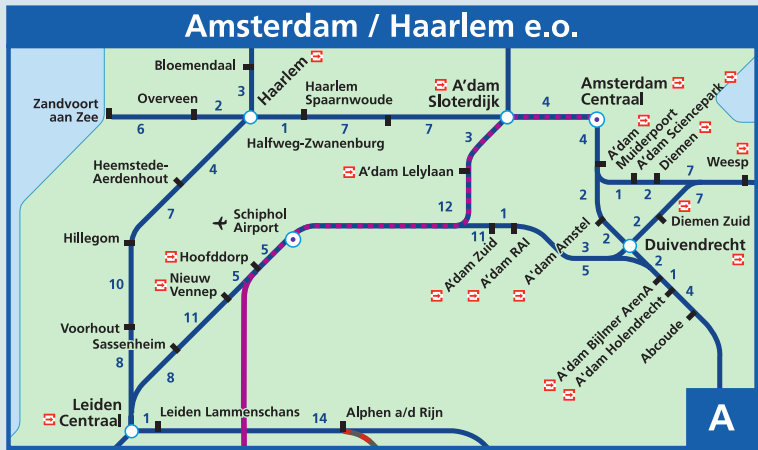 Amsterdam / Haarlem e.o.
Bloemendaal
3
Haarlem
Zandvoort
aan Zee
Overveen
6
2
Haarlem
Spaarnwoude
1
7
7
Halfweg-Zwanenburg
A'dam
Sloterdijk
4
Amsterdam
Centraal
3
4
A'dam
Muiderpoort
A'dam Sciencepark
Diemen
Weesp
1
2
7
7
Heemstede-
Aerdenhout
4
7
A'dam Lelylaan
12
2
Schiphol
Airport
5
Hillegom
Hoofddorp
5
Nieuw
Vennep
11
1
A'dam Zuid
A'dam RAI
3
5
A'dam Amstel
2
2
Diemen Zuid
Duivendrecht
2
1
4
A'dam Bijlmer ArenA
A'dam Holendrecht
Abcoude
10
Voorhout
8
Sassenheim
11
8
Leiden
Centraal
1
Leiden Lammenschans
14
Alphen a/d Rijn
A